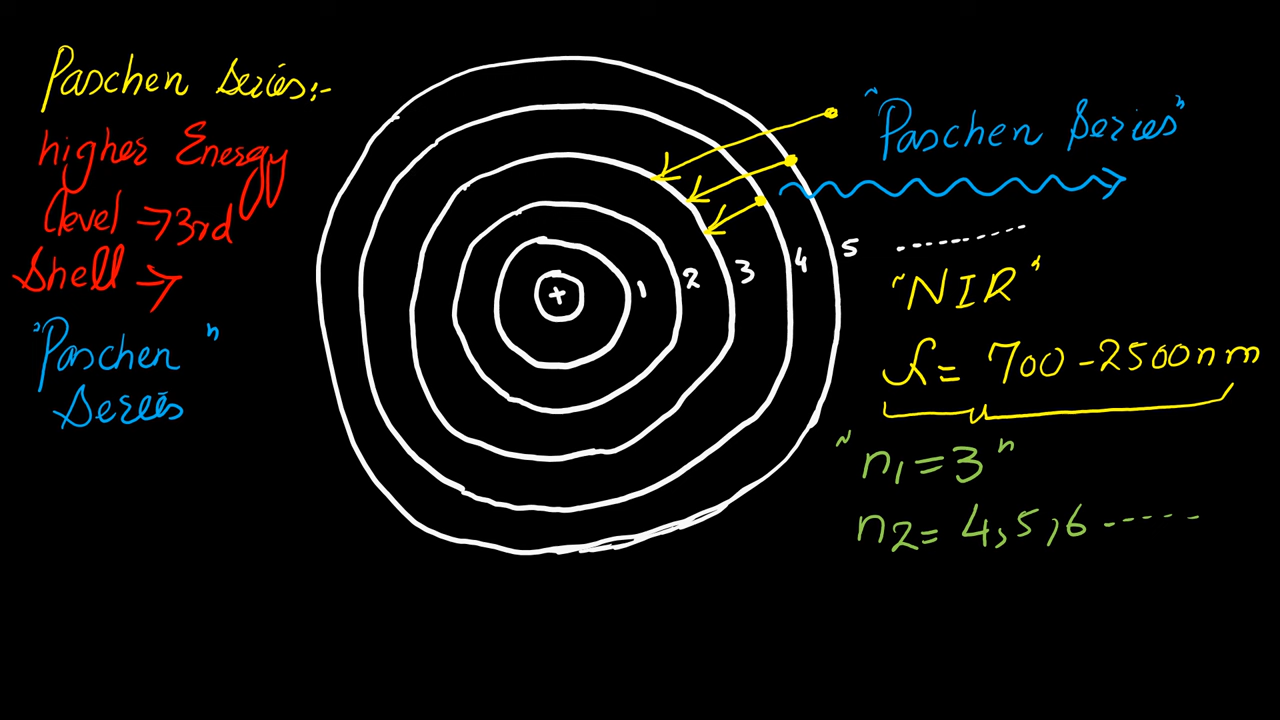 Paschen Series:-
higher Energy
level → 3rd
Shell →
"Paschen"
Series
+ 1 2 3 4 5 ........
"Paschen Series"
"NIR"
λ = 700 - 2500nm
"n1 = 3"
n2 = 4, 5, 6 ------